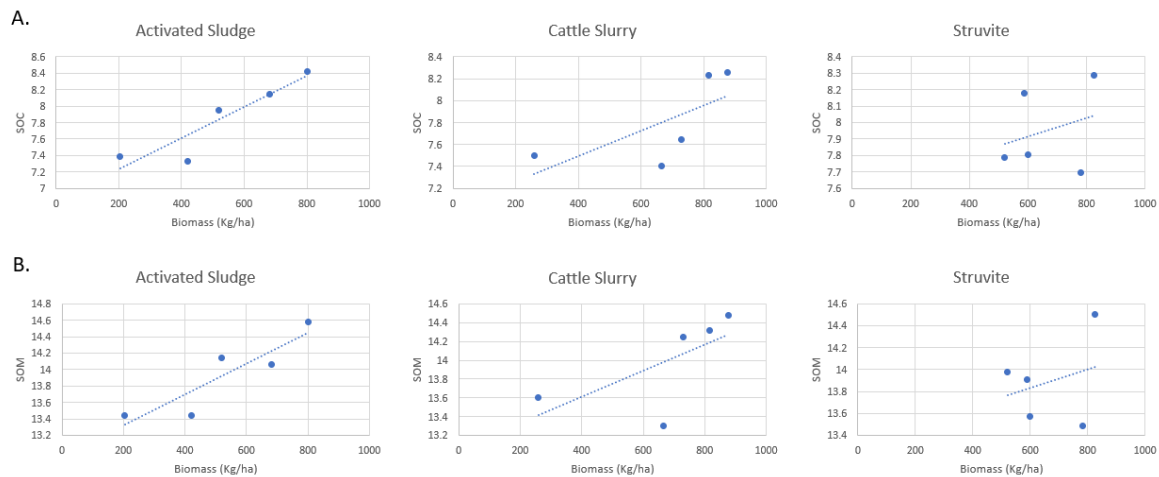 A.
Activated Sludge
8.6
8.4
8.2
8
7.8
7.6
7.4
7.2
7
SOC
0 200 400 600 800 1000
Biomass (Kg/ha)
Cattle Slurry
8.4
8.2
8
7.8
7.6
7.4
7.2
SOC
0 200 400 600 800 1000
Biomass (Kg/ha)
Struvite
8.4
8.3
8.2
8.1
8
7.9
7.8
7.7
7.6
SOC
0 200 400 600 800 1000
Biomass (Kg/ha)
B.
Activated Sludge
14.8
14.6
14.4
14.2
14
13.8
13.6
13.4
13.2
SOM
0 200 400 600 800 1000
Biomass (Kg/ha)
Cattle Slurry
14.6
14.4
14.2
14
13.8
13.6
13.4
13.2
SOM
0 200 400 600 800 1000
Biomass (Kg/ha)
Struvite
14.6
14.4
14.2
14
13.8
13.6
13.4
SOM
0 200 400 600 800 1000
Biomass (Kg/ha)